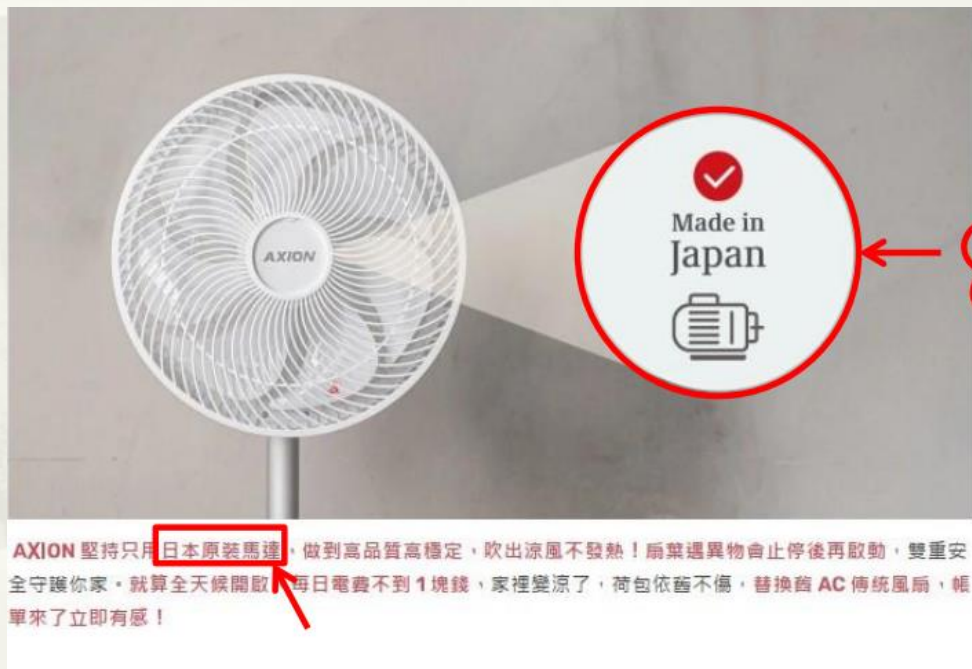 AXION
Made in
Japan
AXION 堅持只用日本原裝馬達，做到高品質高穩定，吹出涼風不發熱！扇葉遇異物會止停後再啟動，雙重安
全守護你家。就算全天候開啟，每日電費不到 1 塊錢、家裡變涼了，荷包依舊不傷，替換舊 AC 傳統風扇，帳
單來了立即有感！